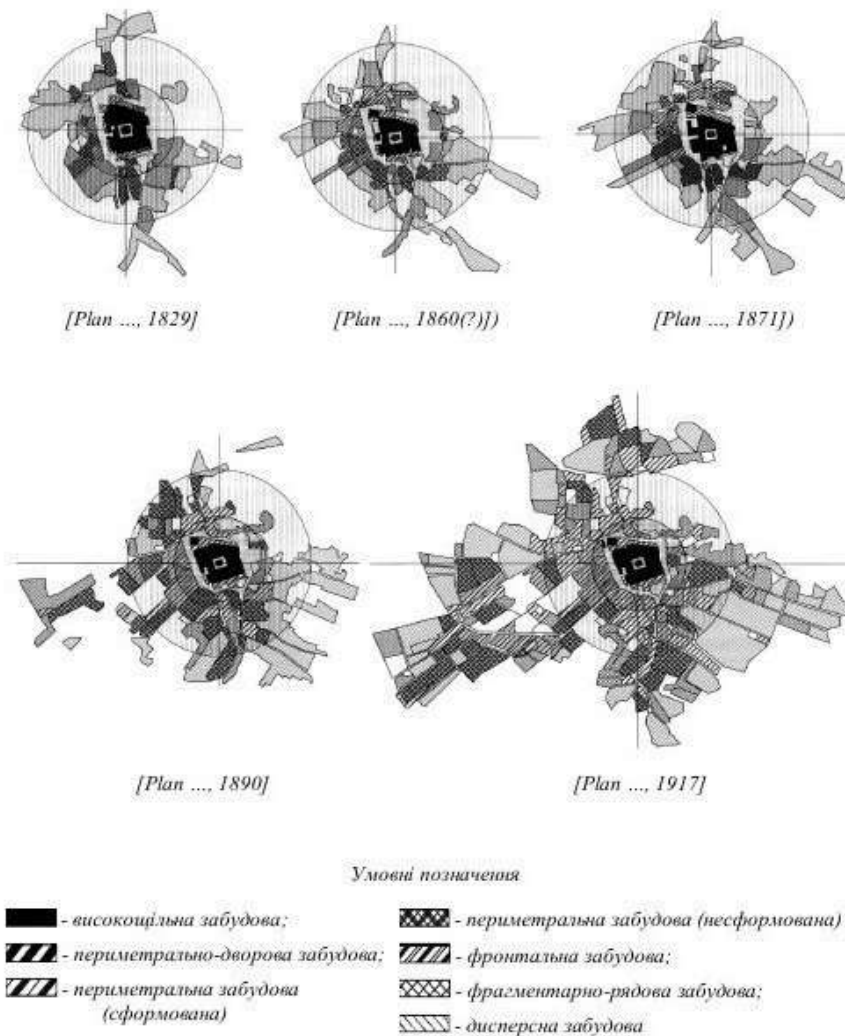 [Plan ..., 1829]
[Plan ..., 1860(?)])
[Plan ..., 1871])
[Plan ..., 1890]
[Plan ..., 1917]
Умовні позначення
- високощільна забудова;
- периметрально-дворова забудова;
- периметральна забудова
(сформована)
- периметральна забудова (несформована)
- фронтальна забудова;
- фрагментарно-рядова забудова;
- дисперсна забудова